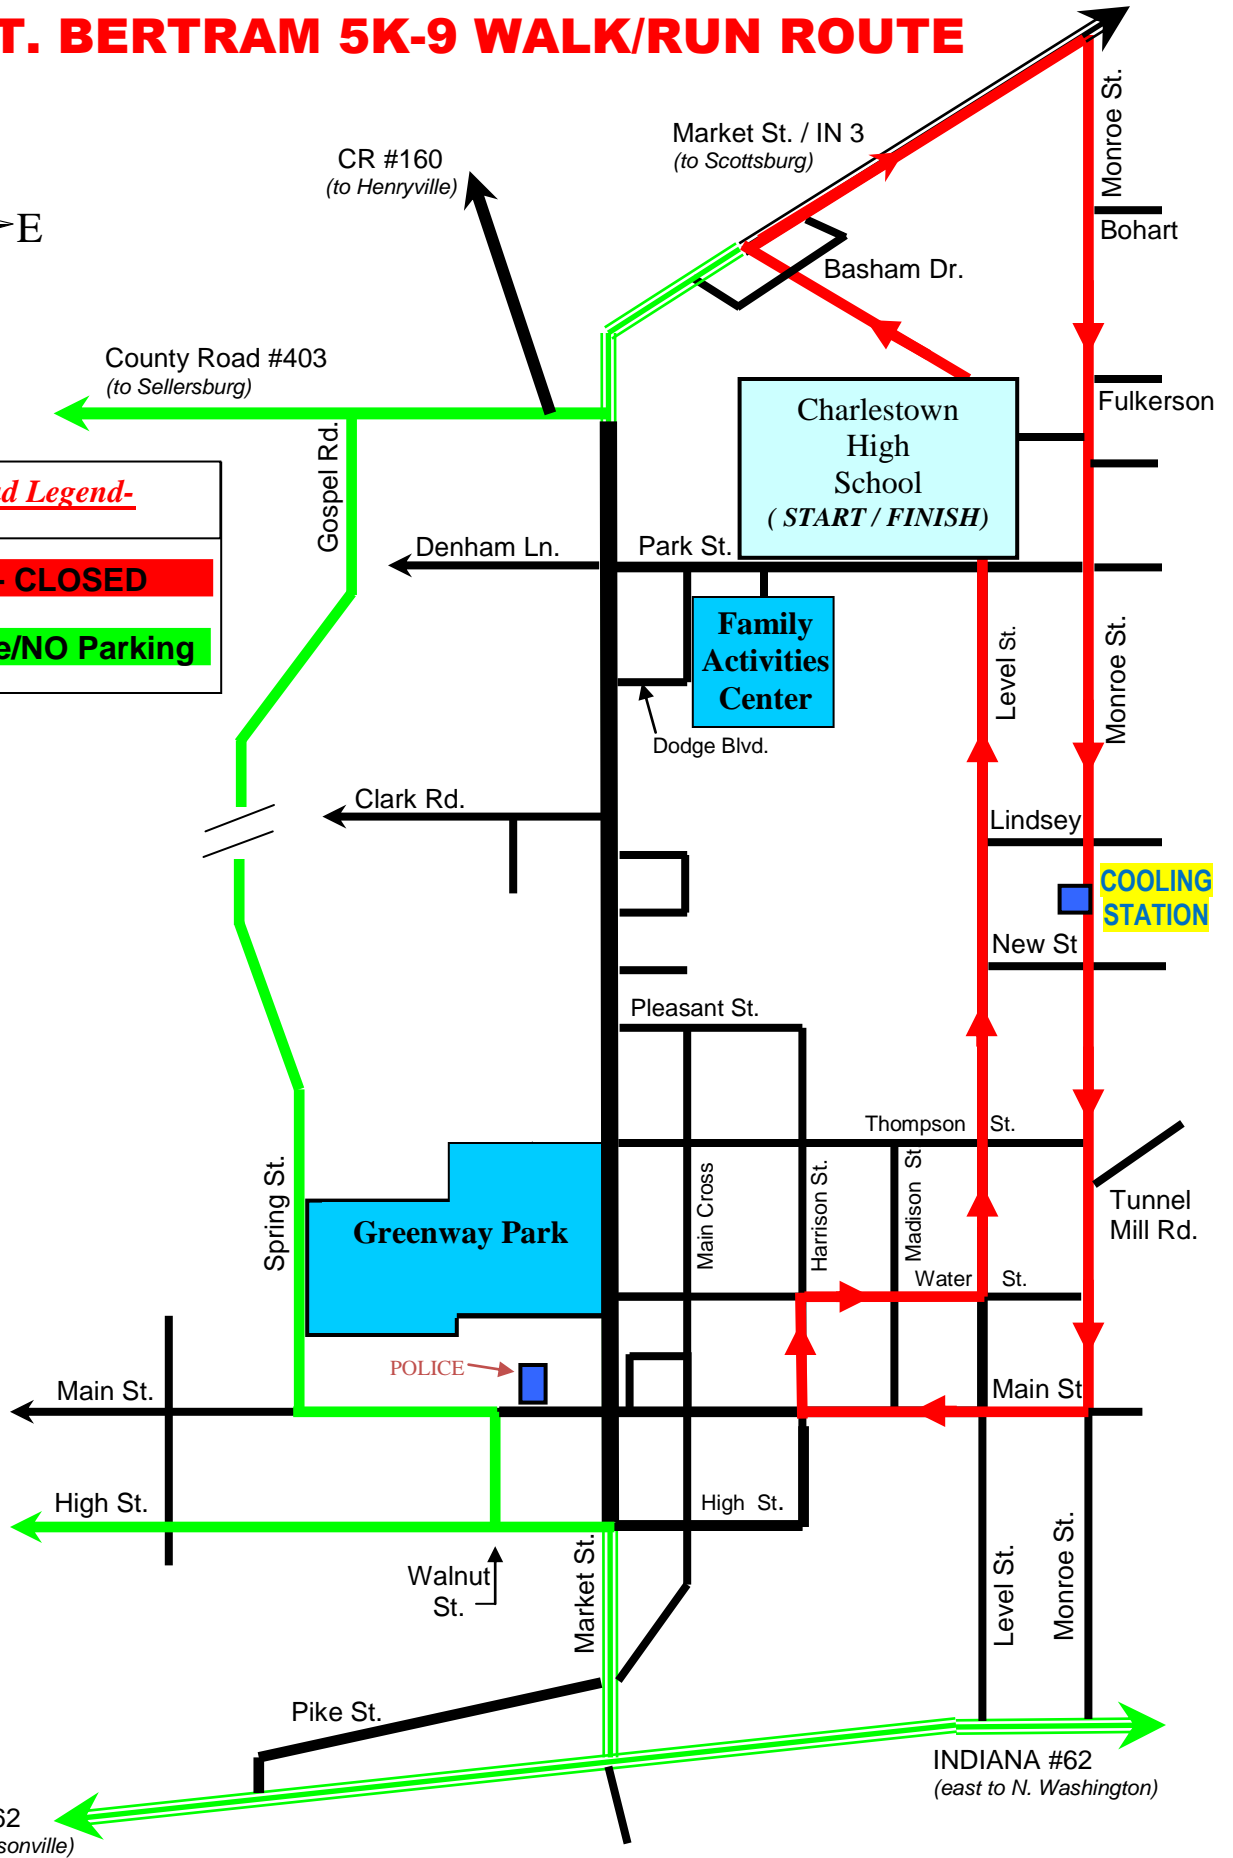 T. BERTRAM 5K-9 WALK/RUN ROUTE
Market St. / IN 3
(to Scottsburg)
CR #160
(to Henryville)
Monroe St.
E
Bohart
Basham Dr.
County Road #403
(to Sellersburg)
Fulkerson
Charlestown
High
School
( START / FINISH)
Gospel Rd.
d Legend-
- CLOSED
e/NO Parking
Denham Ln.
Park St.
Family
Activities
Center
Level St.
Monroe St.
Dodge Blvd.
Clark Rd.
Lindsey
COOLING
STATION
New St
Pleasant St.
Thompson St.
Main Cross
Harrison St.
Madison St
Tunnel
Mill Rd.
Spring St.
Greenway Park
Water St.
POLICE
Main St.
Main St
High St.
High St.
Walnut
St.
Market St.
Level St.
Monroe St.
Pike St.
INDIANA #62
(east to N. Washington)
62
sonville)